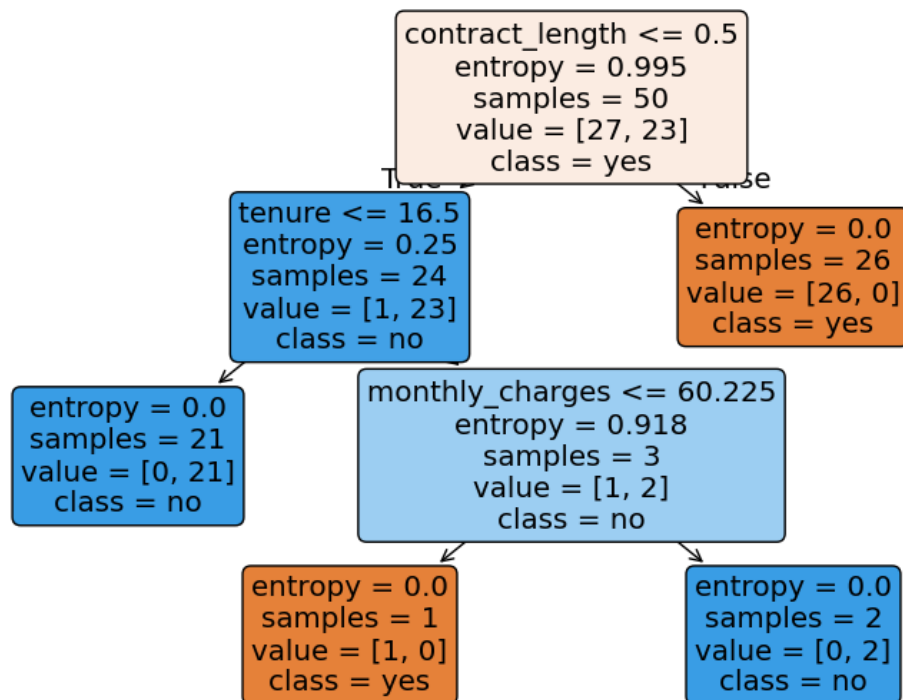 contract_length <= 0.5
entropy = 0.995
samples = 50
value = [27, 23]
class = yes
True
False
tenure <= 16.5
entropy = 0.25
samples = 24
value = [1, 23]
class = no
entropy = 0.0
samples = 26
value = [26, 0]
class = yes
entropy = 0.0
samples = 21
value = [0, 21]
class = no
monthly_charges <= 60.225
entropy = 0.918
samples = 3
value = [1, 2]
class = no
entropy = 0.0
samples = 1
value = [1, 0]
class = yes
entropy = 0.0
samples = 2
value = [0, 2]
class = no